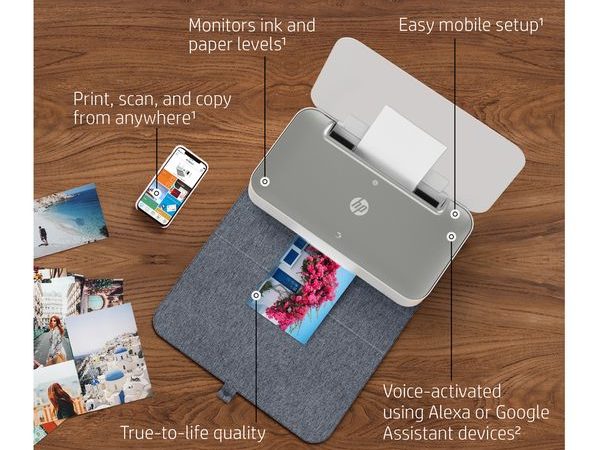 Monitors ink and
paper levels¹
Easy mobile setup¹
Print, scan, and copy
from anywhere¹
hp
True-to-life quality
Voice-activated
using Alexa or Google
Assistant devices²